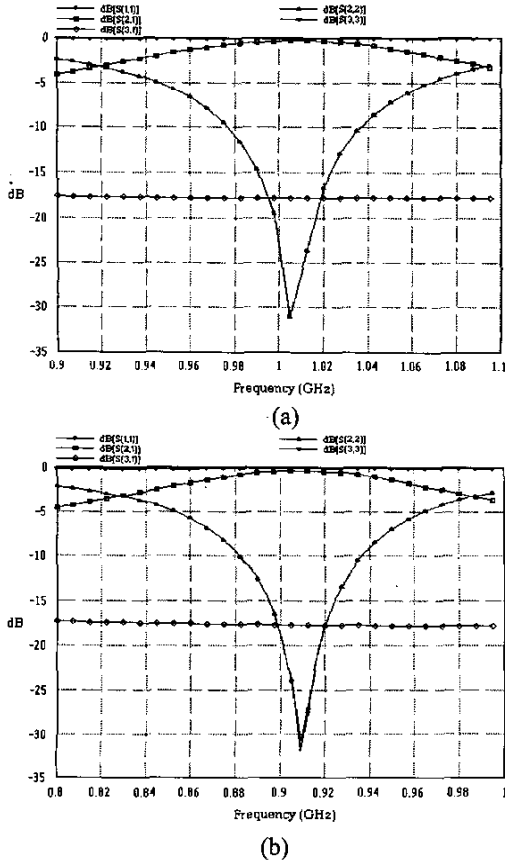 dB[S(1,1)] dB[S(2,2)]
dB[S(2,1)] dB[S(3,3)]
dB[S(3,1)]
0
-5
-10
-15
dB
-20
-25
-30
-35
0.9 0.92 0.94 0.96 0.98 1 1.02 1.04 1.06 1.08 1.1
Frequency (GHz)
(a)
dB[S(1,1)] dB[S(2,2)]
dB[S(2,1)] dB[S(3,3)]
dB[S(3,1)]
0
-5
-10
-15
dB
-20
-25
-30
-35
0.8 0.82 0.84 0.86 0.88 0.9 0.92 0.94 0.96 0.98 1
Frequency (GHz)
(b)